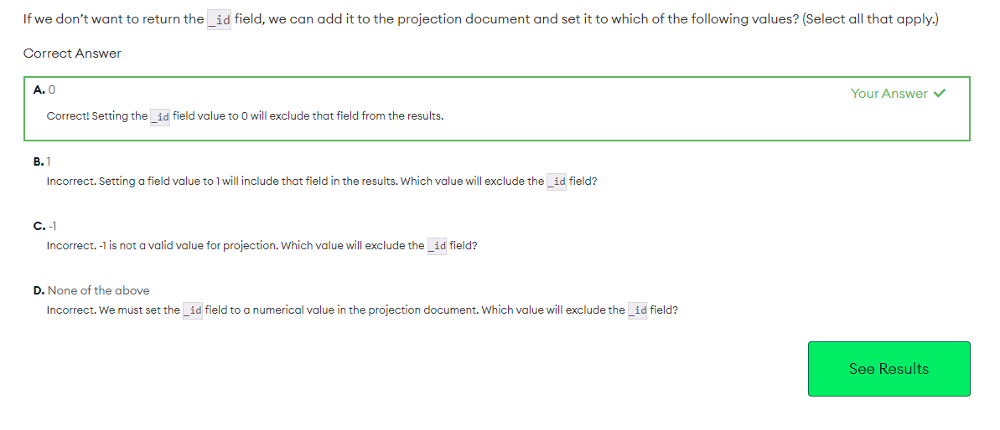 If we don't want to return the _id field, we can add it to the projection document and set it to which of the following values? (Select all that apply.)
Correct Answer
A. 0
Your Answer ✓
Correct! Setting the _id field value to 0 will exclude that field from the results.
B. 1
Incorrect. Setting a field value to 1 will include that field in the results. Which value will exclude the _id field?
C. -1
Incorrect. -1 is not a valid value for projection. Which value will exclude the _id field?
D. None of the above
Incorrect. We must set the _id field to a numerical value in the projection document. Which value will exclude the _id field?
See Results